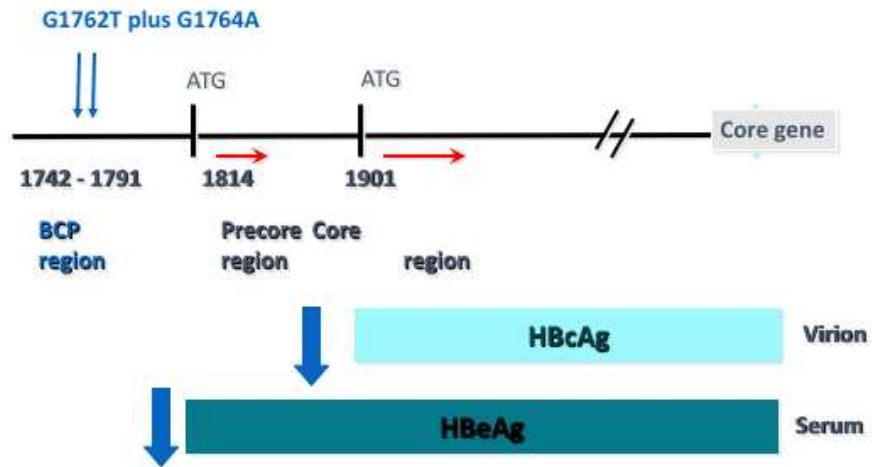 G1762T plus G1764A
ATG
ATG
Core gene
1742 - 1791
1814
1901
BCP
region
Precore Core
region
region
HBcAg
Virion
HBeAg
Serum